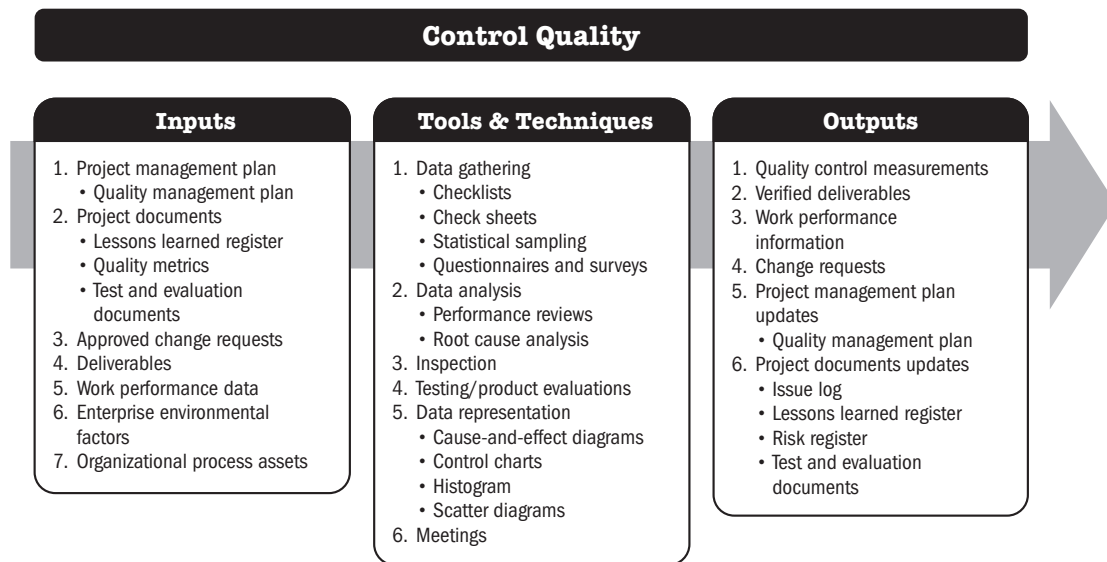 Control Quality
Inputs
1. Project management plan
• Quality management plan
2. Project documents
• Lessons learned register
• Quality metrics
• Test and evaluation
documents
3. Approved change requests
4. Deliverables
5. Work performance data
6. Enterprise environmental
factors
7. Organizational process assets
Tools & Techniques
1. Data gathering
• Checklists
• Check sheets
• Statistical sampling
• Questionnaires and surveys
2. Data analysis
• Performance reviews
• Root cause analysis
3. Inspection
4. Testing/product evaluations
5. Data representation
• Cause-and-effect diagrams
• Control charts
• Histogram
• Scatter diagrams
6. Meetings
Outputs
1. Quality control measurements
2. Verified deliverables
3. Work performance
information
4. Change requests
5. Project management plan
updates
• Quality management plan
6. Project documents updates
• Issue log
• Lessons learned register
• Risk register
• Test and evaluation
documents